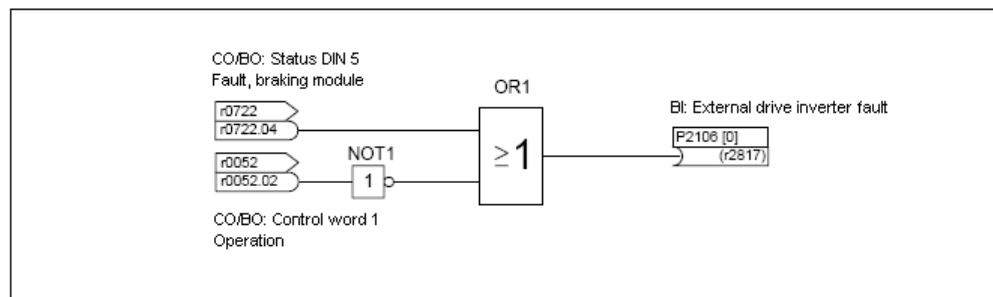 CO/BO: Status DIN 5
Fault, braking module
r0722
r0722.04
r0052
r0052.02
CO/BO: Control word 1
Operation
NOT1
1
OR1
≥1
BI: External drive inverter fault
P2106 [0]
(r2817)